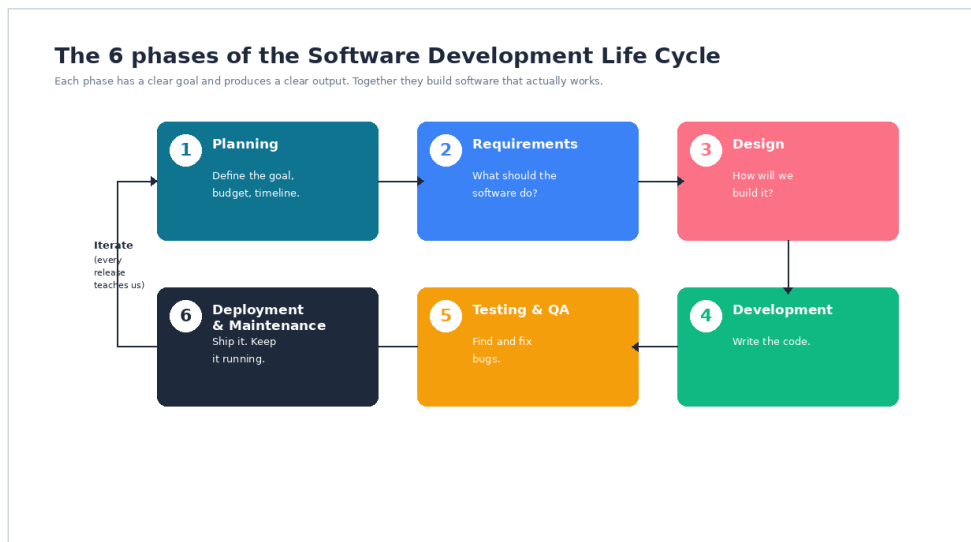 The 6 phases of the Software Development Life Cycle
Each phase has a clear goal and produces a clear output. Together they build software that actually works.
1
Planning
Define the goal,
budget, timeline.
2
Requirements
What should the
software do?
3
Design
How will we
build it?
Iterate
(every
release
teaches us)
6
Deployment
& Maintenance
Ship it. Keep
it running.
5
Testing & QA
Find and fix
bugs.
4
Development
Write the code.